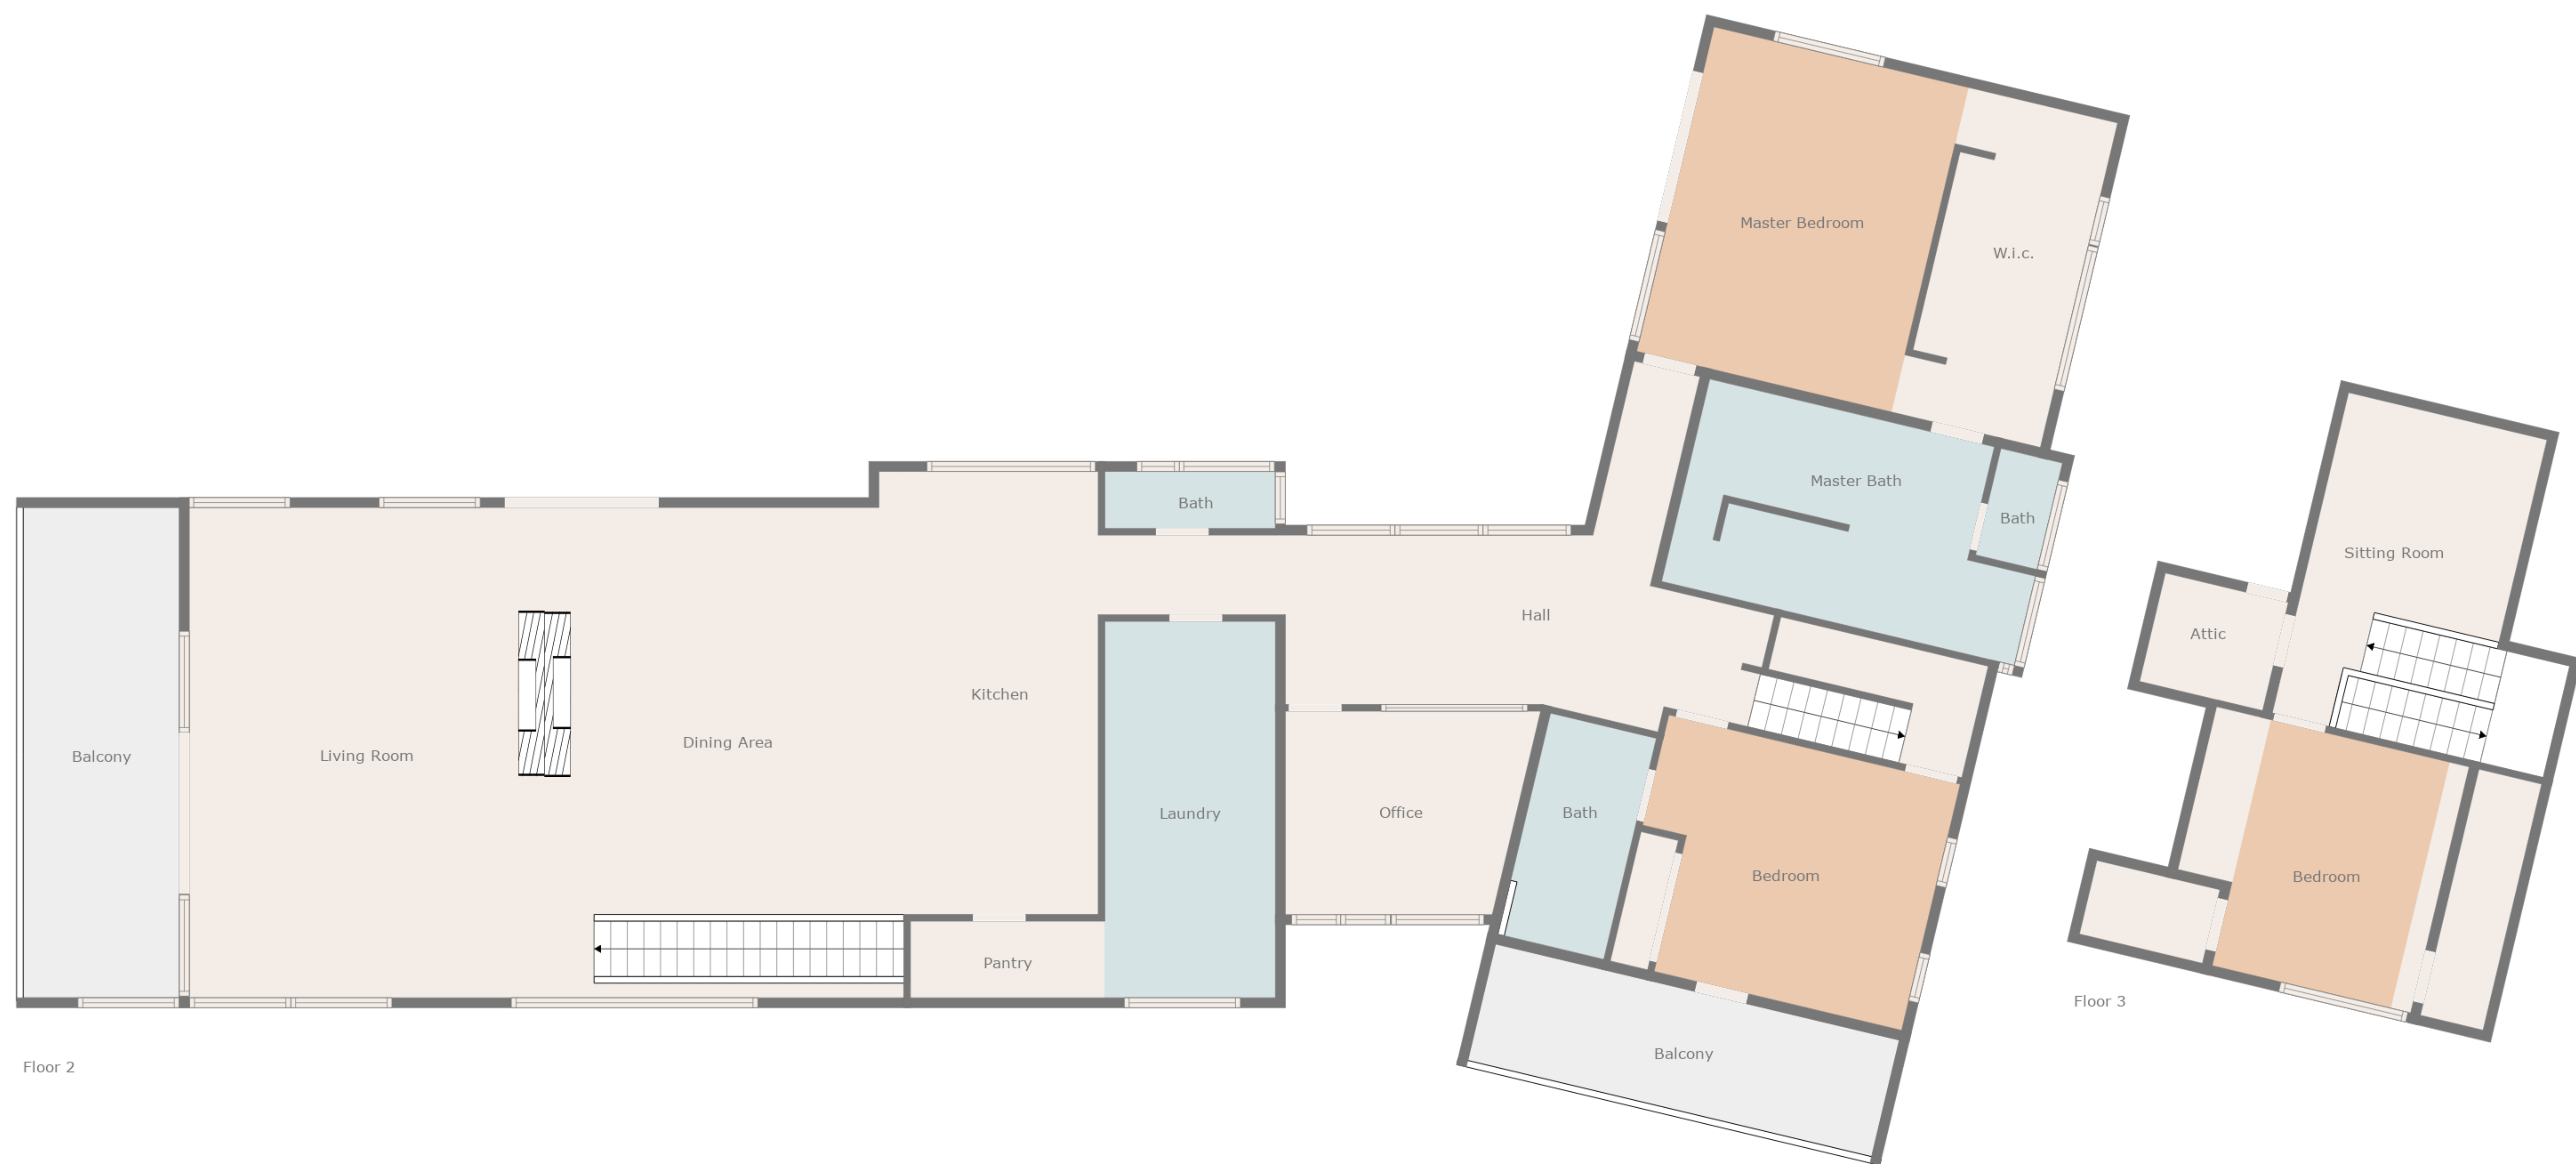 Master Bedroom
W.i.c.
Master Bath
Bath
Bath
Sitting Room
Hall
Attic
Kitchen
Dining Area
Living Room
Balcony
Laundry
Office
Bath
Bedroom
Bedroom
Pantry
Floor 3
Balcony
Floor 2